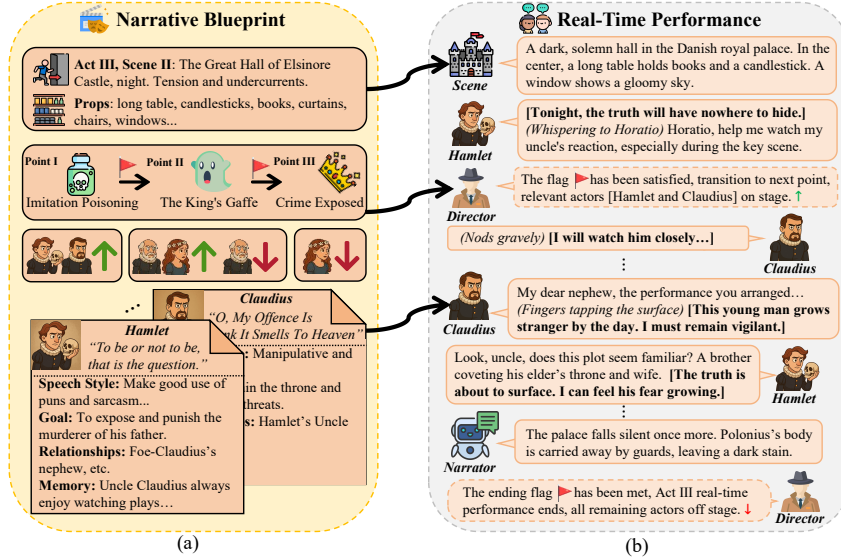 Narrative Blueprint
Act III, Scene II: The Great Hall of Elsinore
Castle, night. Tension and undercurrents.
Props: long table, candlesticks, books, curtains,
chairs, windows...
Point I
Point II
Point III
Imitation Poisoning
The King's Gaffe
Crime Exposed
...
Claudius
"O, My Offence Is
nk It Smells To Heaven"
Manipulative and
in the throne and
threats.
s: Hamlet's Uncle
Hamlet
"To be or not to be,
that is the question."
Speech Style: Make good use of
puns and sarcasm...
Goal: To expose and punish the
murderer of his father.
Relationships: Foe-Claudius's
nephew, etc.
Memory: Uncle Claudius always
enjoy watching plays…
(a)
Real-Time Performance
Scene
A dark, solemn hall in the Danish royal palace. In the
center, a long table holds books and a candlestick. A
window shows a gloomy sky.
Hamlet
[Tonight, the truth will have nowhere to hide.]
(Whispering to Horatio) Horatio, help me watch my
uncle's reaction, especially during the key scene.
Director
The flag has been satisfied, transition to next point,
relevant actors [Hamlet and Claudius] on stage. ↑
(Nods gravely) [I will watch him closely…]
Claudius
⋮
Claudius
My dear nephew, the performance you arranged…
(Fingers tapping the surface) [This young man grows
stranger by the day. I must remain vigilant.]
Look, uncle, does this plot seem familiar? A brother
coveting his elder's throne and wife. [The truth is
about to surface. I can feel his fear growing.]
Hamlet
⋮
Narrator
The palace falls silent once more. Polonius's body
is carried away by guards, leaving a dark stain.
The ending flag has been met, Act III real-time
performance ends, all remaining actors off stage. ↓
Director
(b)